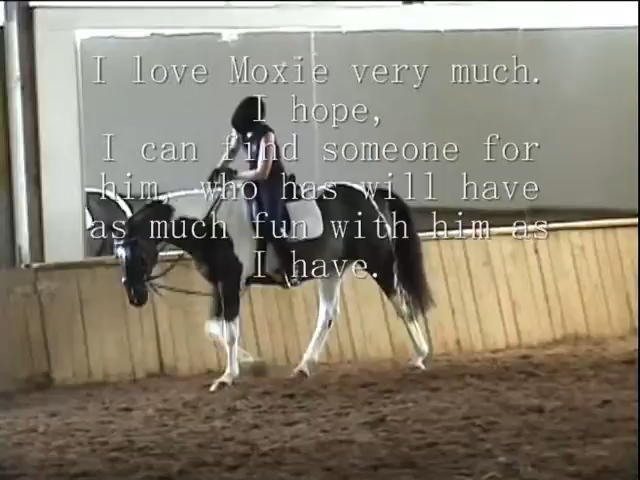 I love Moxie very much.
I hope,
I can find someone for
him, who has will have
as much fun with him as
I have.